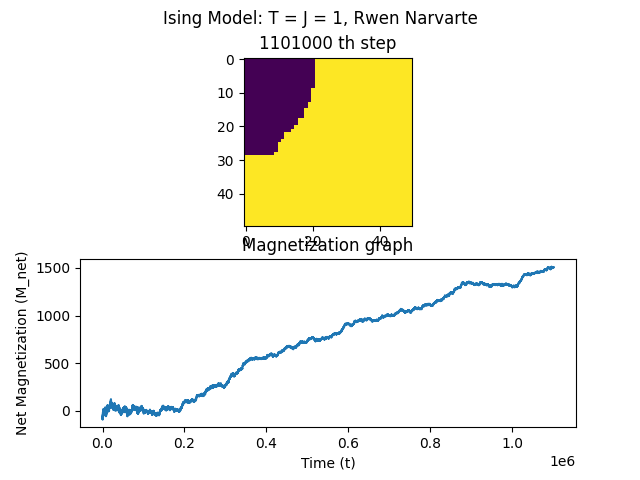 Ising Model: T = J = 1, Rwen Narvarte
1101000 th step
0
10
20
30
40
0 20 40
Magnetization graph
Net Magnetization (M_net)
1500
1000
500
0
0.0 0.2 0.4 0.6 0.8 1.0
1e6
Time (t)